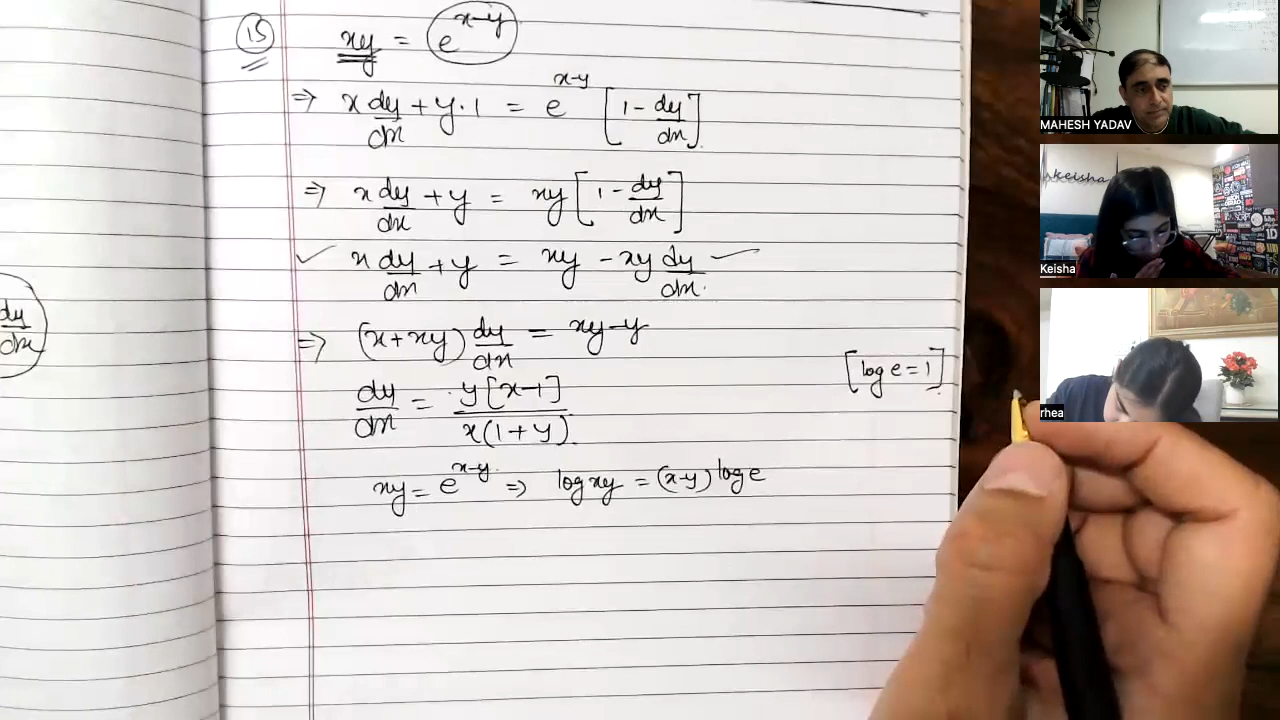 15 xy = e^(x-y)
⇒ x dy/dx + y·1 = e^(x-y) [1 - dy/dx]
⇒ x dy/dx + y = xy [1 - dy/dx]
✓ x dy/dx + y = xy - xy dy/dx
⇒ (x+xy) dy/dx = xy-y
dy/dx = y[x-1]/x(1+y)
[log e = 1]
xy = e^(x-y) ⇒ log xy = (x-y) log e
dy/dx
MAHESH YADAV
keisha
Keisha
rhea